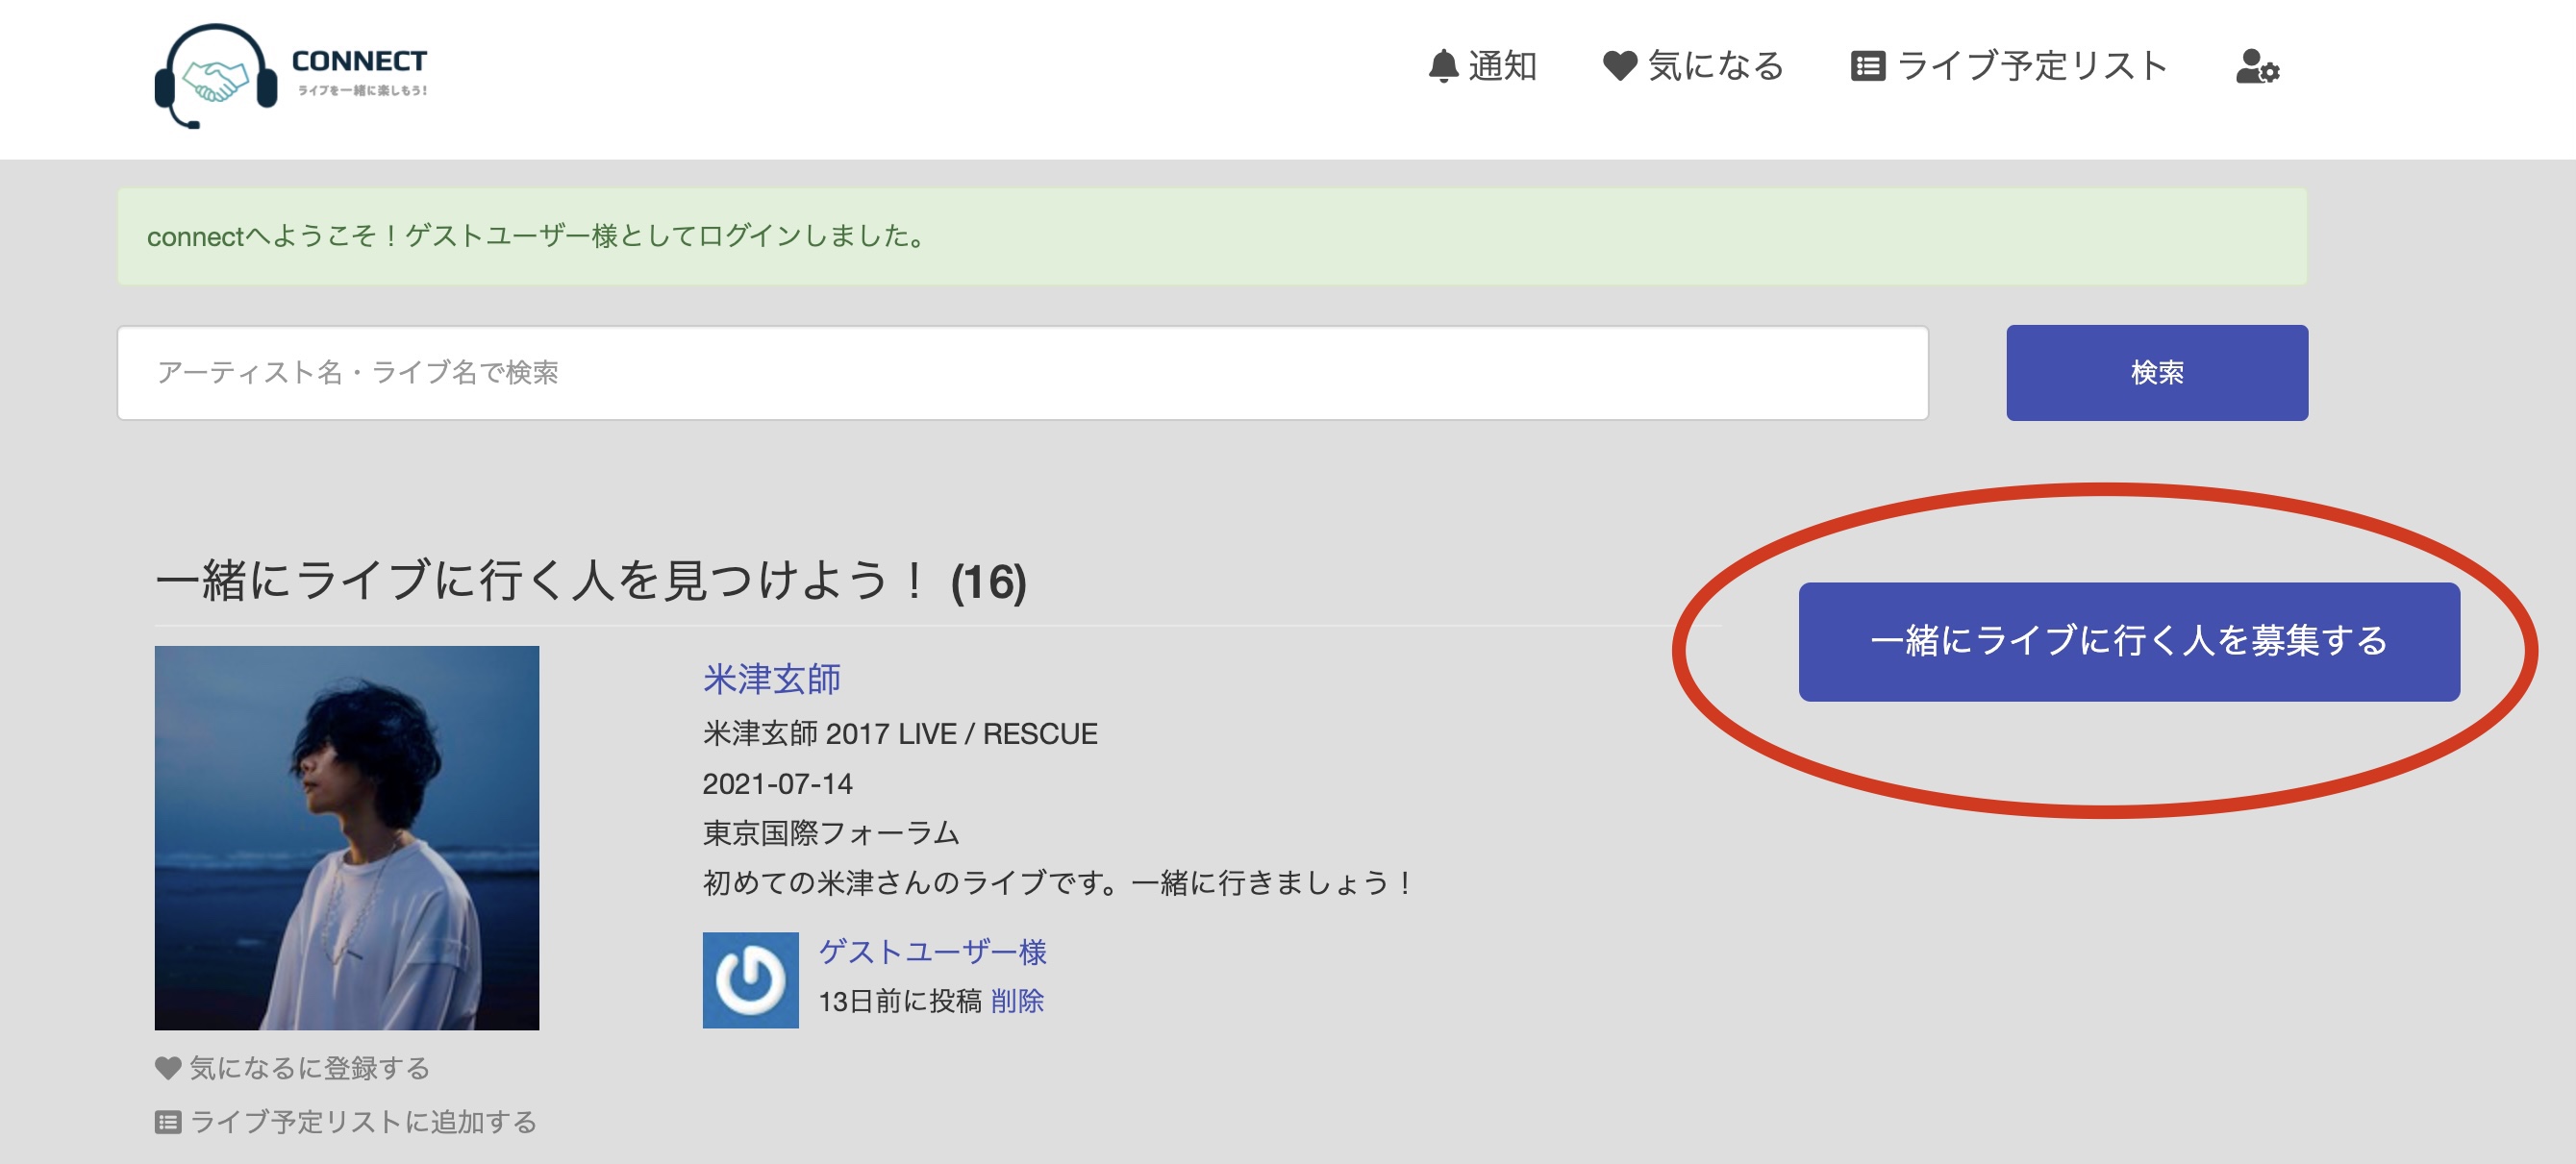 CONNECT
ライブを一緒に楽しもう!
通知
気になる
ライブ予定リスト
connectへようこそ！ゲストユーザー様としてログインしました。
アーティスト名・ライブ名で検索
検索
一緒にライブに行く人を見つけよう！ (16)
一緒にライブに行く人を募集する
米津玄師
米津玄師 2017 LIVE / RESCUE
2021-07-14
東京国際フォーラム
初めての米津さんのライブです。一緒に行きましょう！
ゲストユーザー様
13日前に投稿 削除
気になるに登録する
ライブ予定リストに追加する